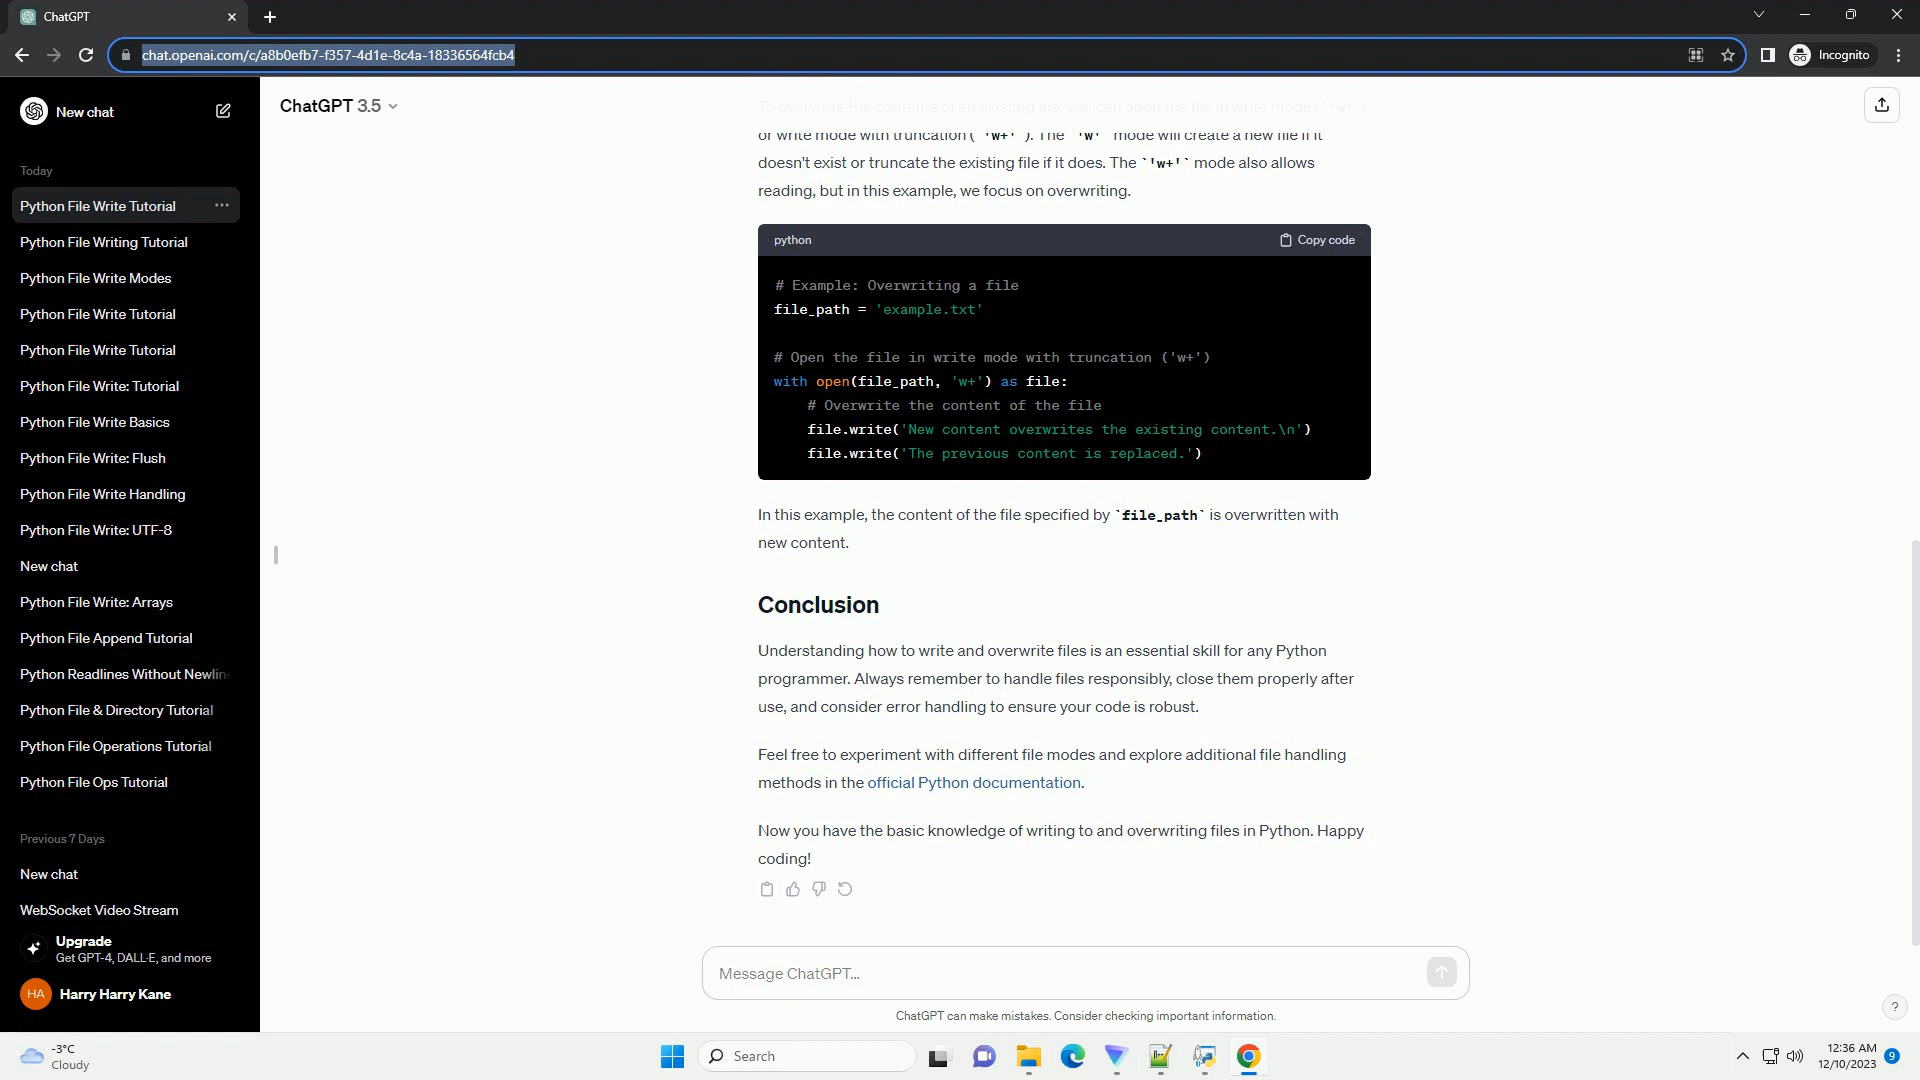 ChatGPT
chat.openai.com/c/a8b0efb7-f357-4d1e-8c4a-18336564fcb4
Incognito
New chat
Today
Python File Write Tutorial
Python File Writing Tutorial
Python File Write Modes
Python File Write Tutorial
Python File Write Tutorial
Python File Write: Tutorial
Python File Write Basics
Python File Write: Flush
Python File Write Handling
Python File Write: UTF-8
New chat
Python File Write: Arrays
Python File Append Tutorial
Python Readlines Without Newlin
Python File & Directory Tutorial
Python File Operations Tutorial
Python File Ops Tutorial
Previous 7 Days
New chat
WebSocket Video Stream
Upgrade
Get GPT-4, DALL·E, and more
HA
Harry Harry Kane
ChatGPT 3.5
or write mode with truncation ( 'w+' ). The 'w' mode will create a new file if it
doesn't exist or truncate the existing file if it does. The `'w+'` mode also allows
reading, but in this example, we focus on overwriting.
python
Copy code
# Example: Overwriting a file
file_path = 'example.txt'
# Open the file in write mode with truncation ('w+')
with open(file_path, 'w+') as file:
# Overwrite the content of the file
file.write('New content overwrites the existing content.\n')
file.write('The previous content is replaced.')
In this example, the content of the file specified by `file_path` is overwritten with
new content.
Conclusion
Understanding how to write and overwrite files is an essential skill for any Python
programmer. Always remember to handle files responsibly, close them properly after
use, and consider error handling to ensure your code is robust.
Feel free to experiment with different file modes and explore additional file handling
methods in the official Python documentation.
Now you have the basic knowledge of writing to and overwriting files in Python. Happy
coding!
Message ChatGPT...
ChatGPT can make mistakes. Consider checking important information.
?
-3°C
Cloudy
Search
12:36 AM
12/10/2023
9